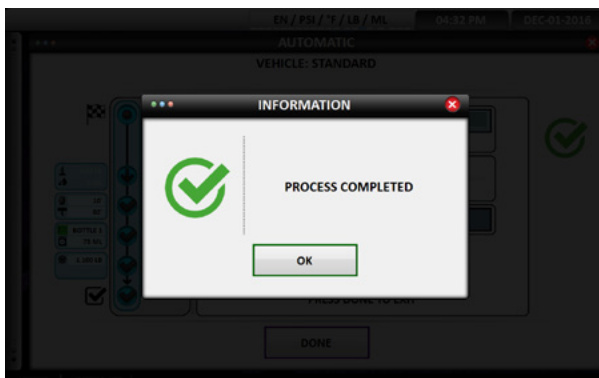 EN / PSI / °F / LB / ML
04:32 PM
DEC-01-2016
AUTOMATIC
VEHICLE: STANDARD
INFORMATION
PROCESS COMPLETED
OK
BOTTLE 1
PRESS DONE TO EXIT
DONE